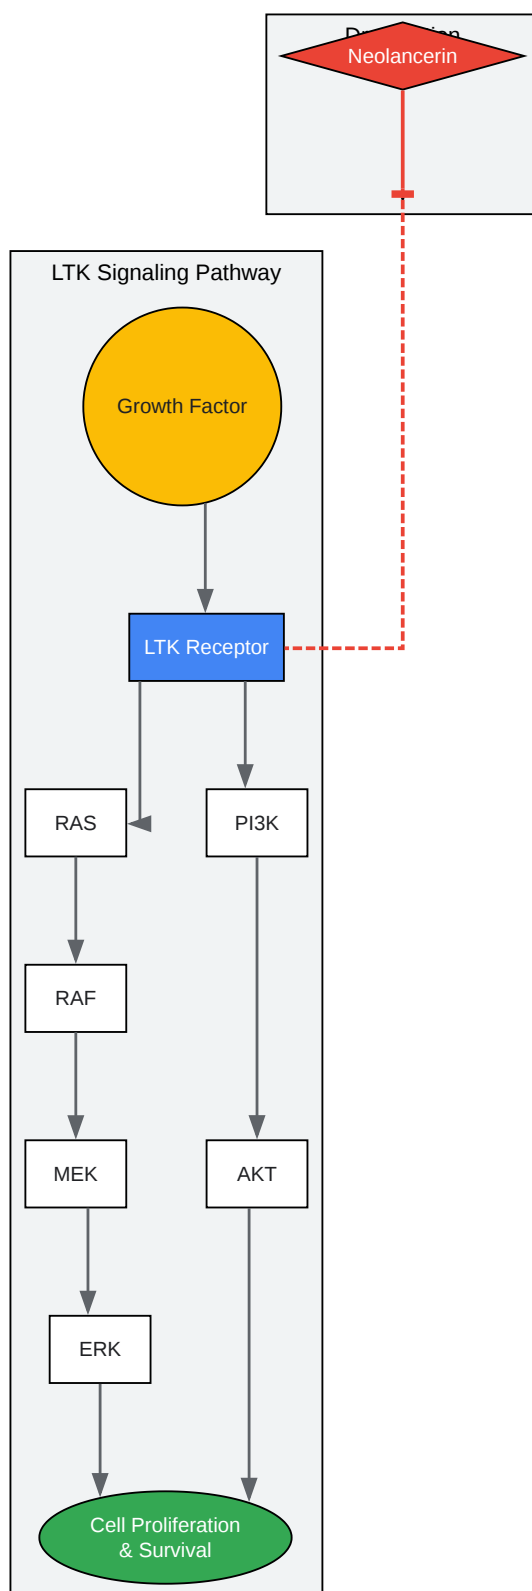 Neolancerin
LTK Signaling Pathway
Growth Factor
LTK Receptor
RAS
PI3K
RAF
MEK
AKT
ERK
Cell Proliferation
& Survival